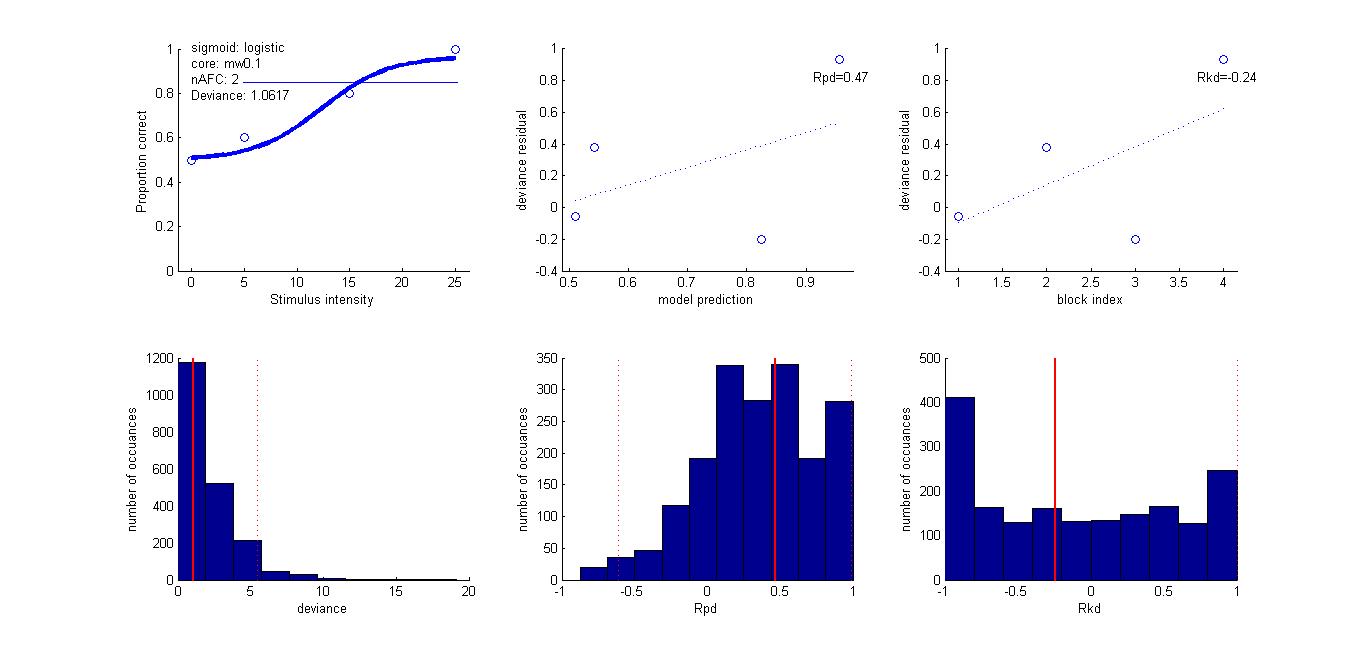 1
sigmoid: logistic
core: mw0.1
nAFC: 2
Deviance: 1.0617
0.8
0.6
0.4
0.2
0
Proportion correct
0 5 10 15 20 25
Stimulus intensity
1
0.8
0.6
0.4
0.2
0
-0.2
-0.4
deviance residual
Rpd=0.47
0.5 0.6 0.7 0.8 0.9
model prediction
1
0.8
0.6
0.4
0.2
0
-0.2
-0.4
deviance residual
Rkd=-0.24
1 1.5 2 2.5 3 3.5 4
block index
1200
1000
800
600
400
200
0
number of occuances
0 5 10 15 20
deviance
350
300
250
200
150
100
50
0
number of occuances
-1 -0.5 0 0.5 1
Rpd
500
400
300
200
100
0
number of occuances
-1 -0.5 0 0.5 1
Rkd